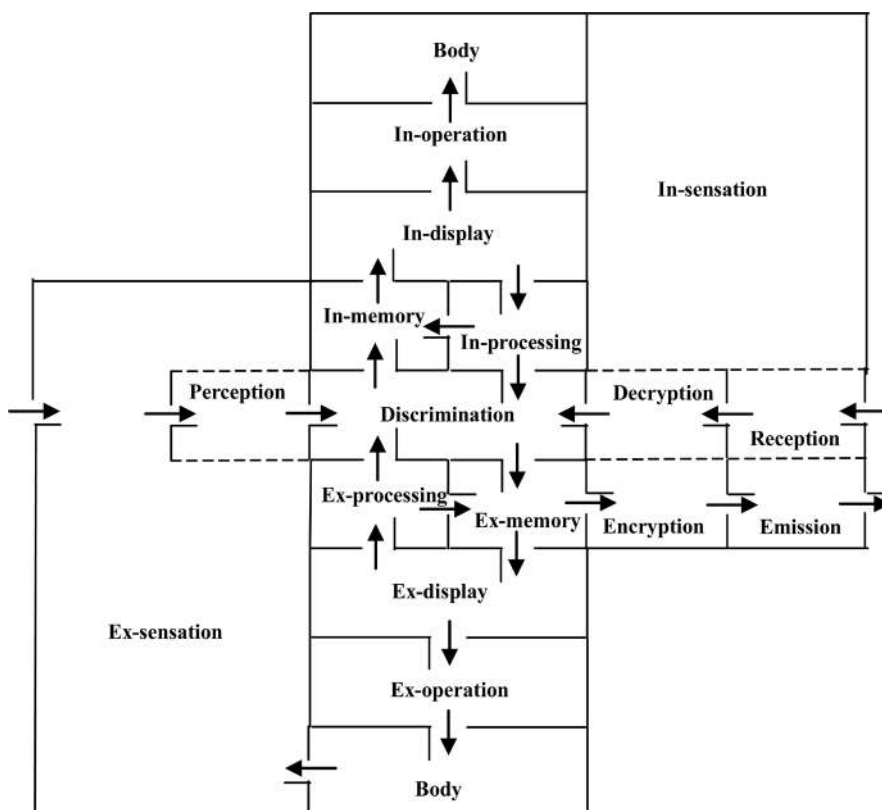 Body
In-operation
In-sensation
In-display
In-memory
In-processing
Perception
Decryption
Discrimination
Reception
Ex-processing
Ex-memory
Encryption
Emission
Ex-display
Ex-sensation
Ex-operation
Body